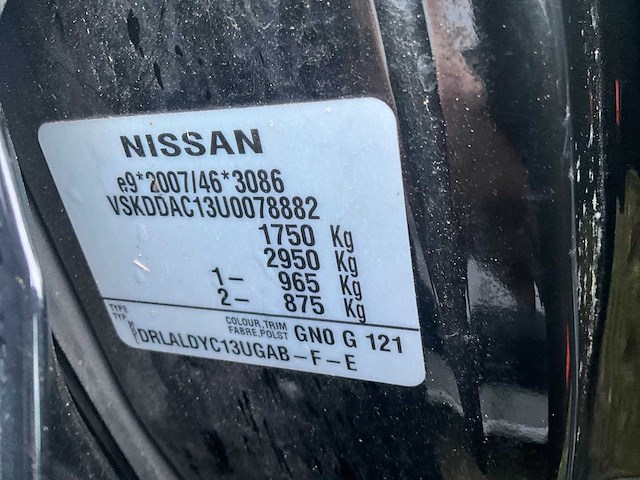 NISSAN
e9*2007/46*3086
VSKDDAC13U0078882
1750 Kg
2950 Kg
1- 965 Kg
2- 875 Kg
TYPE
TYP
COLOUR,TRIM
FABRE,POLST GN0 G 121
DRLALDYC13UGAB-F-E